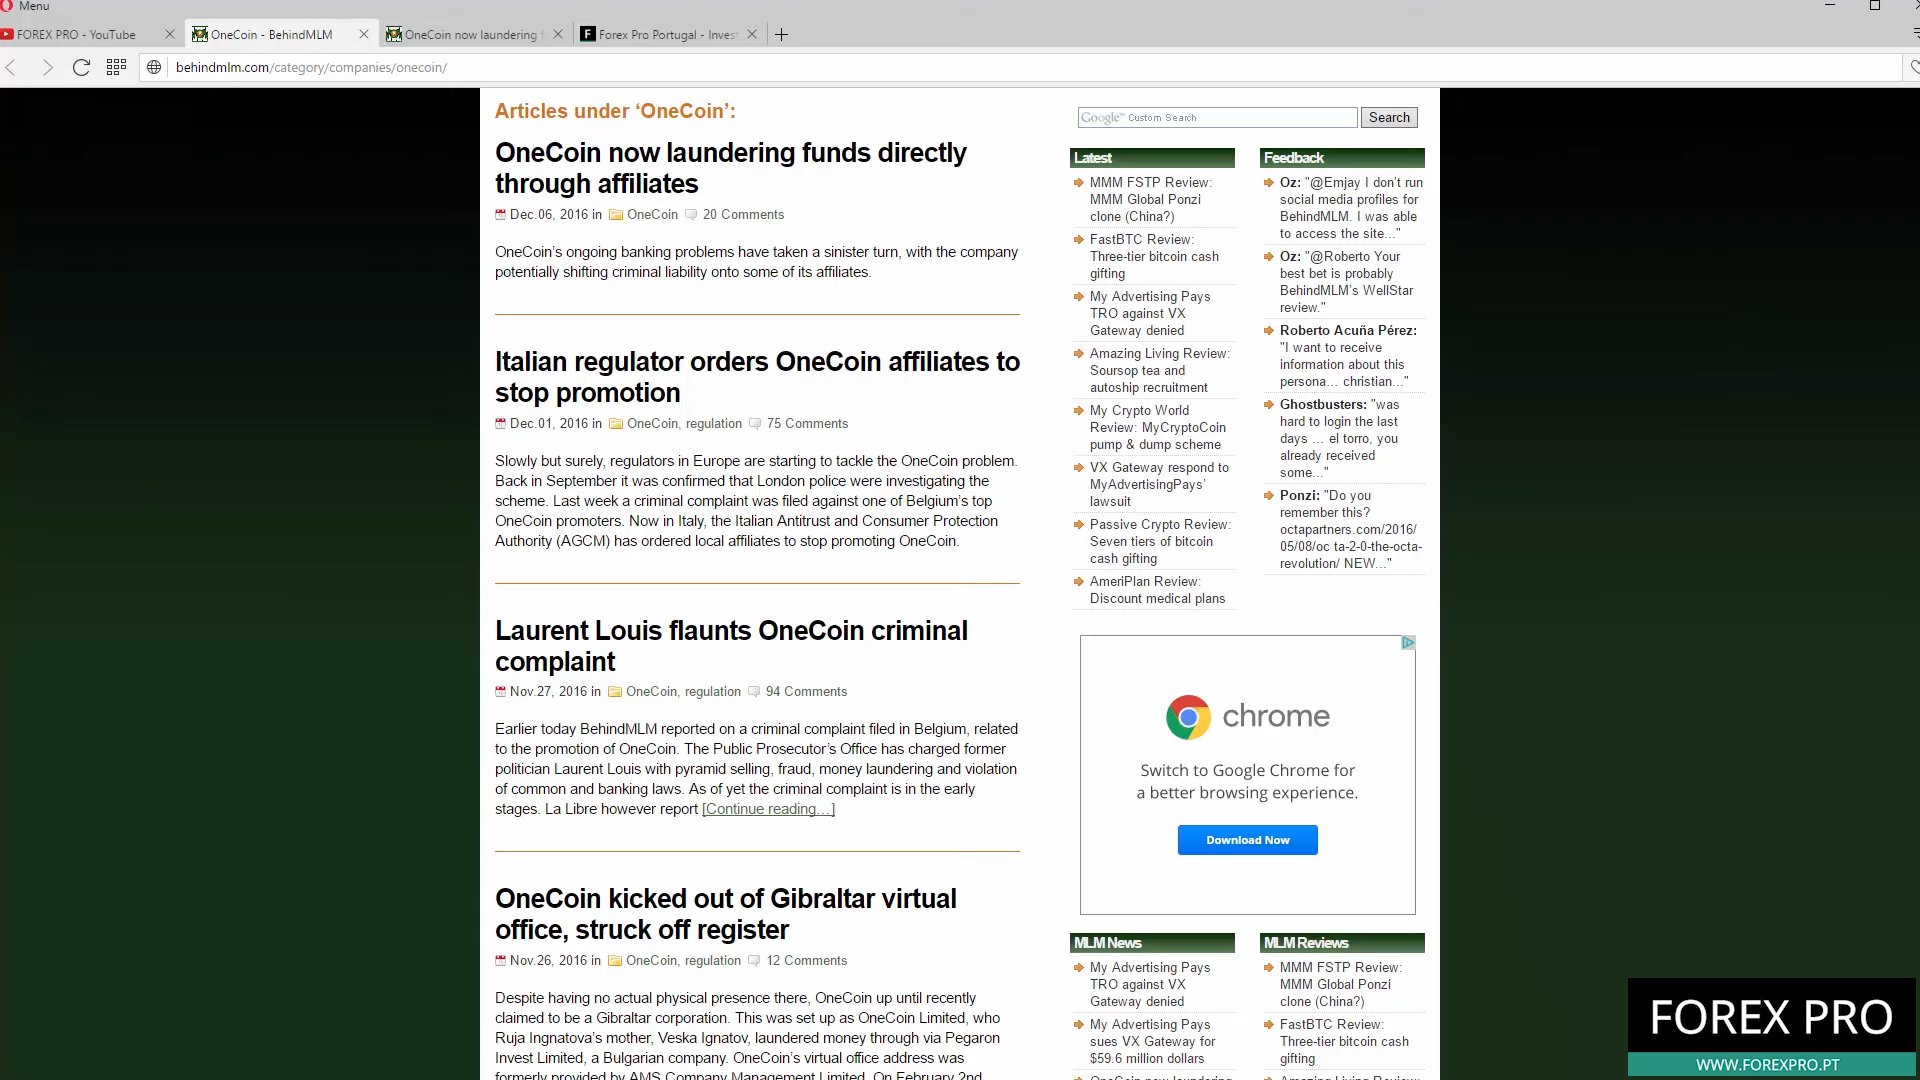 Menu
FOREX PRO - YouTube
OneCoin - BehindMLM
OneCoin now laundering f
Forex Pro Portugal - Invest
behindmlm.com/category/companies/onecoin/
Articles under ‘OneCoin’:
OneCoin now laundering funds directly
through affiliates
Dec.06, 2016 in OneCoin 20 Comments
OneCoin’s ongoing banking problems have taken a sinister turn, with the company
potentially shifting criminal liability onto some of its affiliates.
Italian regulator orders OneCoin affiliates to
stop promotion
Dec.01, 2016 in OneCoin, regulation 75 Comments
Slowly but surely, regulators in Europe are starting to tackle the OneCoin problem.
Back in September it was confirmed that London police were investigating the
scheme. Last week a criminal complaint was filed against one of Belgium’s top
OneCoin promoters. Now in Italy, the Italian Antitrust and Consumer Protection
Authority (AGCM) has ordered local affiliates to stop promoting OneCoin.
Laurent Louis flaunts OneCoin criminal
complaint
Nov.27, 2016 in OneCoin, regulation 94 Comments
Earlier today BehindMLM reported on a criminal complaint filed in Belgium, related
to the promotion of OneCoin. The Public Prosecutor’s Office has charged former
politician Laurent Louis with pyramid selling, fraud, money laundering and violation
of common and banking laws. As of yet the criminal complaint is in the early
stages. La Libre however report [Continue reading…]
OneCoin kicked out of Gibraltar virtual
office, struck off register
Nov.26, 2016 in OneCoin, regulation 12 Comments
Despite having no actual physical presence there, OneCoin up until recently
claimed to be a Gibraltar corporation. This was set up as OneCoin Limited, who
Ruja Ingnatova’s mother, Veska Ignatov, laundered money through via Pegaron
Invest Limited, a Bulgarian company. OneCoin’s virtual office address was
formerly provided by AMS Company Management Limited. On February 2nd
Google™ Custom Search
Search
Latest
MMM FSTP Review:
MMM Global Ponzi
clone (China?)
FastBTC Review:
Three-tier bitcoin cash
gifting
My Advertising Pays
TRO against VX
Gateway denied
Amazing Living Review:
Soursop tea and
autoship recruitment
My Crypto World
Review: MyCryptoCoin
pump & dump scheme
VX Gateway respond to
MyAdvertisingPays’
lawsuit
Passive Crypto Review:
Seven tiers of bitcoin
cash gifting
AmeriPlan Review:
Discount medical plans
Feedback
Oz: "@Emjay I don’t run
social media profiles for
BehindMLM. I was able
to access the site..."
Oz: "@Roberto Your
best bet is probably
BehindMLM’s WellStar
review."
Roberto Acuña Pérez:
"I want to receive
information about this
persona… christian..."
Ghostbusters: "was
hard to login the last
days … el torro, you
already received
some..."
Ponzi: "Do you
remember this?
octapartners.com/2016/
05/08/oc ta-2-0-the-octa-
revolution/ NEW..."
chrome
Switch to Google Chrome for
a better browsing experience.
Download Now
MLM News
My Advertising Pays
TRO against VX
Gateway denied
My Advertising Pays
sues VX Gateway for
$59.6 million dollars
OneCoin now laundering
MLM Reviews
MMM FSTP Review:
MMM Global Ponzi
clone (China?)
FastBTC Review:
Three-tier bitcoin cash
gifting
Amazing Living Review:
FOREX PRO
WWW.FOREXPRO.PT